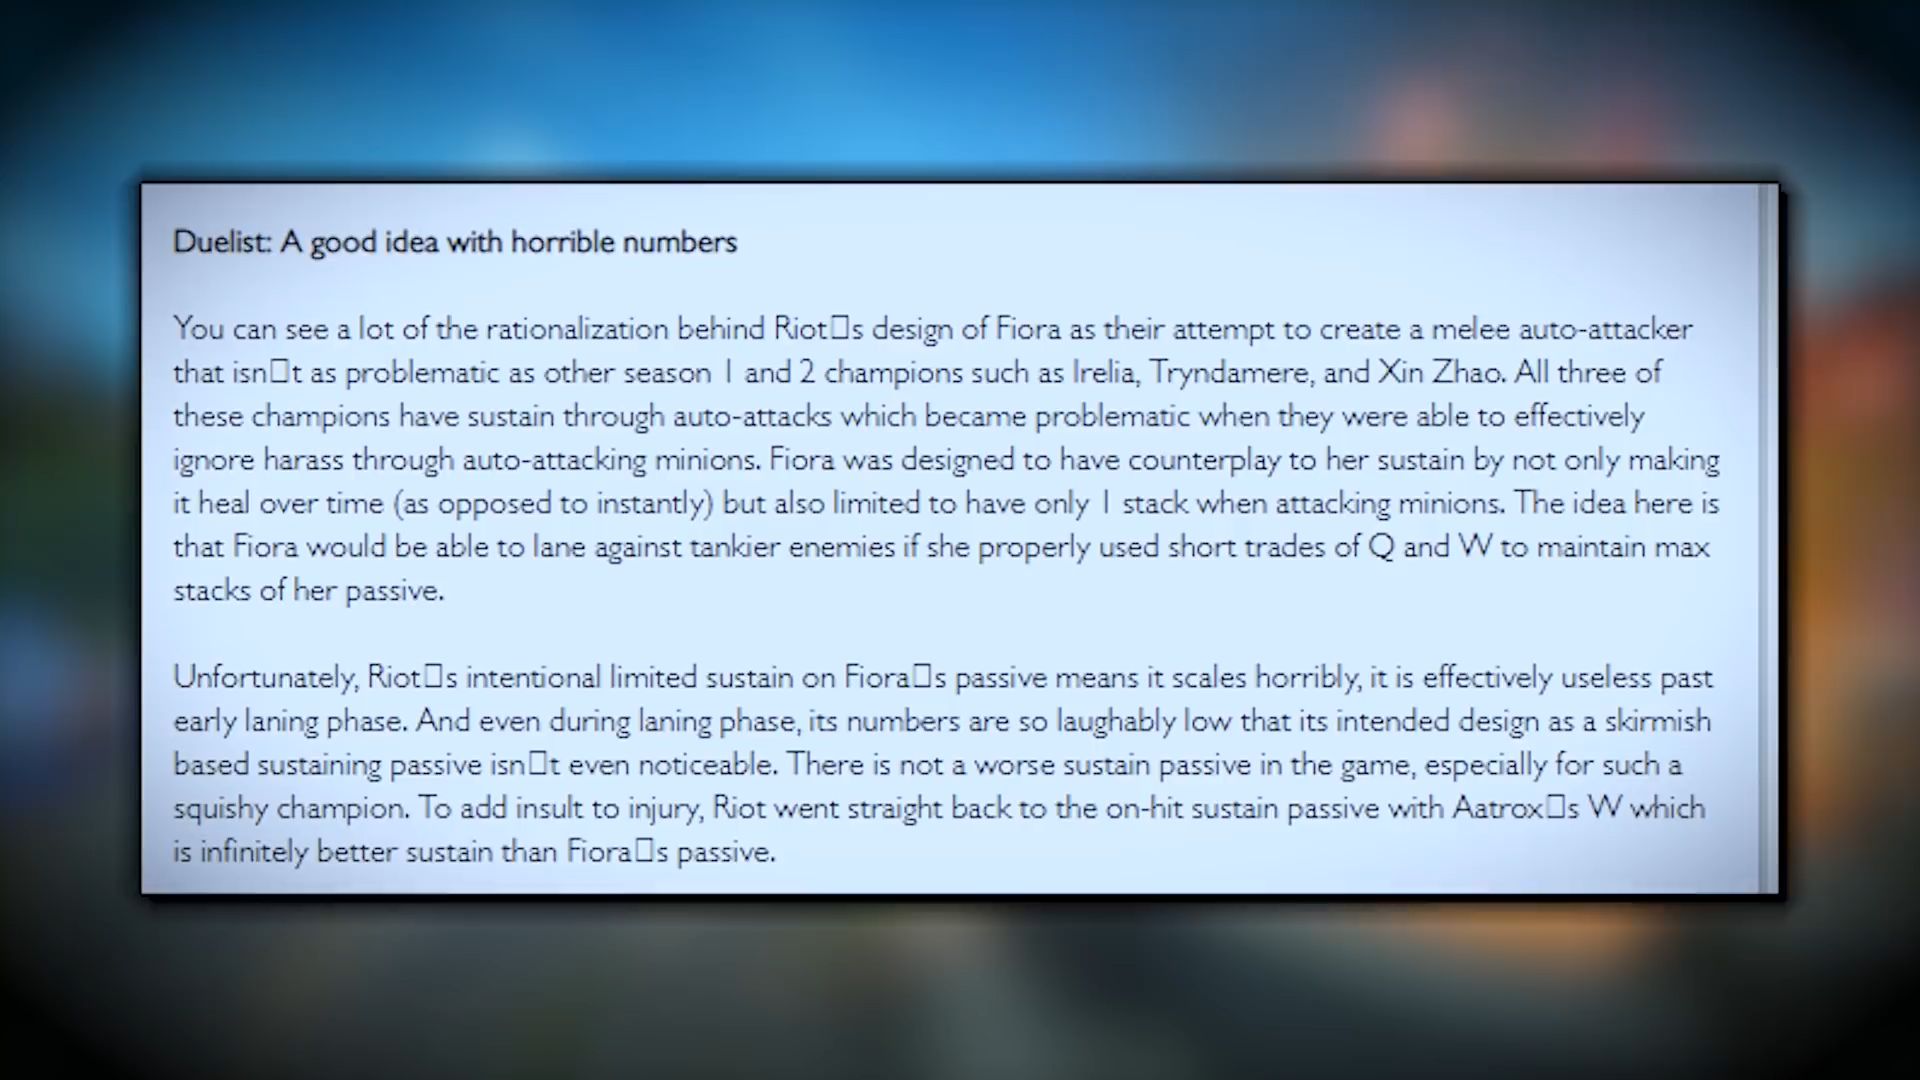 Duelist: A good idea with horrible numbers
You can see a lot of the rationalization behind Riot□s design of Fiora as their attempt to create a melee auto-attacker
that isn□t as problematic as other season 1 and 2 champions such as Irelia, Tryndamere, and Xin Zhao. All three of
these champions have sustain through auto-attacks which became problematic when they were able to effectively
ignore harass through auto-attacking minions. Fiora was designed to have counterplay to her sustain by not only making
it heal over time (as opposed to instantly) but also limited to have only 1 stack when attacking minions. The idea here is
that Fiora would be able to lane against tankier enemies if she properly used short trades of Q and W to maintain max
stacks of her passive.
Unfortunately, Riot□s intentional limited sustain on Fiora□s passive means it scales horribly, it is effectively useless past
early laning phase. And even during laning phase, its numbers are so laughably low that its intended design as a skirmish
based sustaining passive isn□t even noticeable. There is not a worse sustain passive in the game, especially for such a
squishy champion. To add insult to injury, Riot went straight back to the on-hit sustain passive with Aatrox□s W which
is infinitely better sustain than Fiora□s passive.